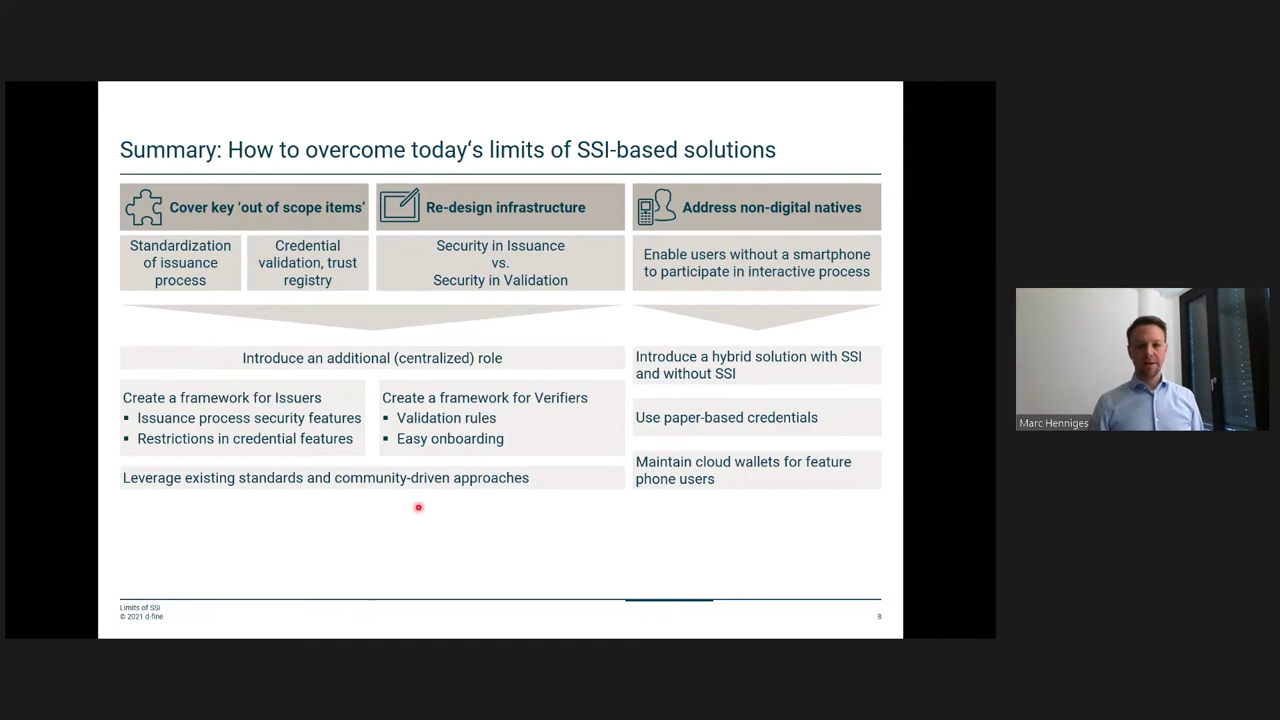 Summary: How to overcome today‘s limits of SSI-based solutions
Cover key ‘out of scope items’
Re-design infrastructure
Address non-digital natives
Standardization
of issuance
process
Credential
validation, trust
registry
Security in Issuance
vs.
Security in Validation
Enable users without a smartphone
to participate in interactive process
Introduce an additional (centralized) role
Create a framework for Issuers
▪ Issuance process security features
▪ Restrictions in credential features
Create a framework for Verifiers
▪ Validation rules
▪ Easy onboarding
Leverage existing standards and community-driven approaches
Introduce a hybrid solution with SSI
and without SSI
Use paper-based credentials
Maintain cloud wallets for feature
phone users
Limits of SSI
© 2021 d-fine
8
Marc Henniges